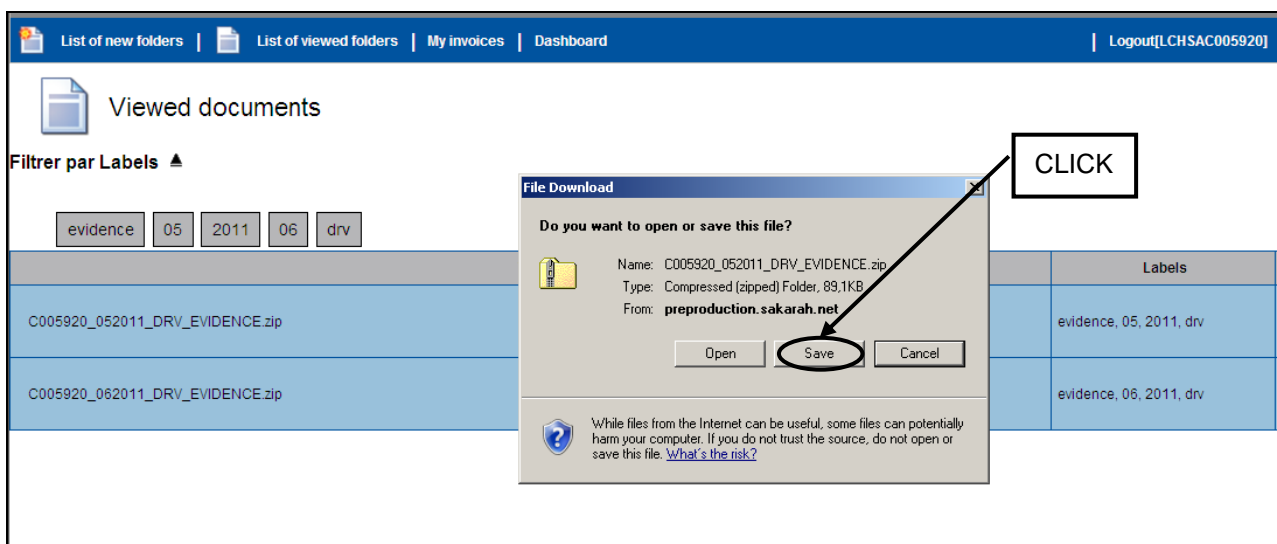 List of new folders | List of viewed folders | My invoices | Dashboard | Logout[LCHSAC005920]
Viewed documents
Filtrer par Labels ▲
CLICK
evidence 05 2011 06 drv
File Download
Do you want to open or save this file?
Name: C005920_052011_DRV_EVIDENCE.zip
Type: Compressed (zipped) Folder, 89,1KB
From: preproduction.sakarah.net
Open Save Cancel
While files from the Internet can be useful, some files can potentially
harm your computer. If you do not trust the source, do not open or
save this file. What's the risk?
Labels
C005920_052011_DRV_EVIDENCE.zip
evidence, 05, 2011, drv
C005920_062011_DRV_EVIDENCE.zip
evidence, 06, 2011, drv